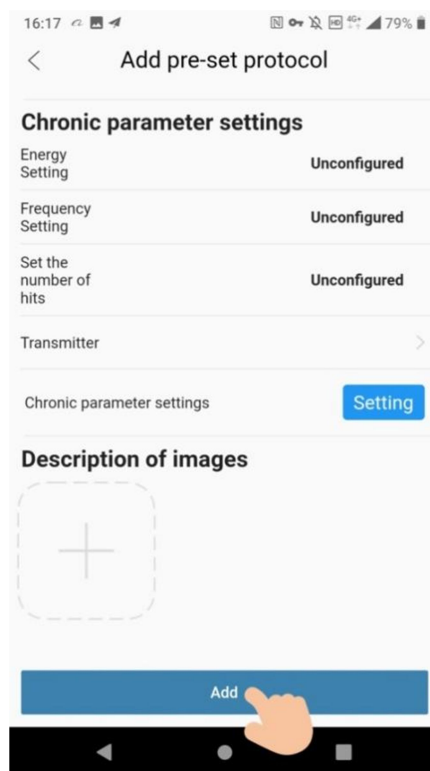 16:17 79%
Add pre-set protocol
Chronic parameter settings
Energy
Setting
Unconfigured
Frequency
Setting
Unconfigured
Set the
number of
hits
Unconfigured
Transmitter
Chronic parameter settings
Setting
Description of images
Add